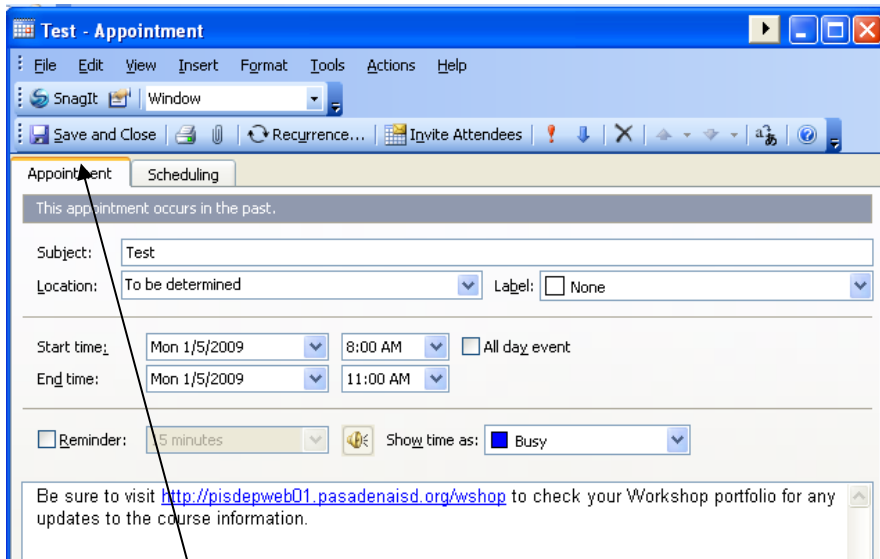 Test - Appointment
File Edit View Insert Format Tools Actions Help
SnagIt Window
Save and Close Recurrence... Invite Attendees
Appointment Scheduling
This appointment occurs in the past.
Subject: Test
Location: To be determined Label: None
Start time: Mon 1/5/2009 8:00 AM All day event
End time: Mon 1/5/2009 11:00 AM
Reminder: 15 minutes Show time as: Busy
Be sure to visit http://pisdepweb01.pasadenaisd.org/wshop to check your Workshop portfolio for any
updates to the course information.